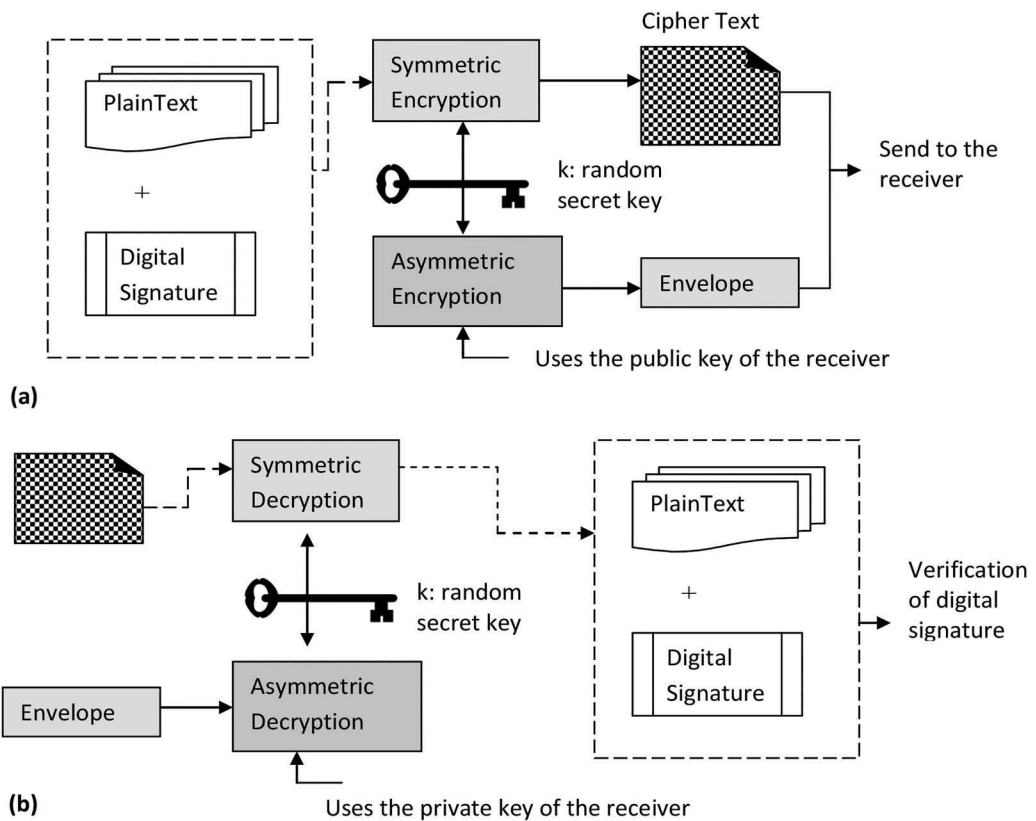 Cipher Text
PlainText
+
Digital
Signature
Symmetric
Encryption
k: random
secret key
Asymmetric
Encryption
Envelope
Send to the
receiver
Uses the public key of the receiver
(a)
Symmetric
Decryption
k: random
secret key
Envelope
Asymmetric
Decryption
PlainText
+
Digital
Signature
Verification
of digital
signature
Uses the private key of the receiver
(b)